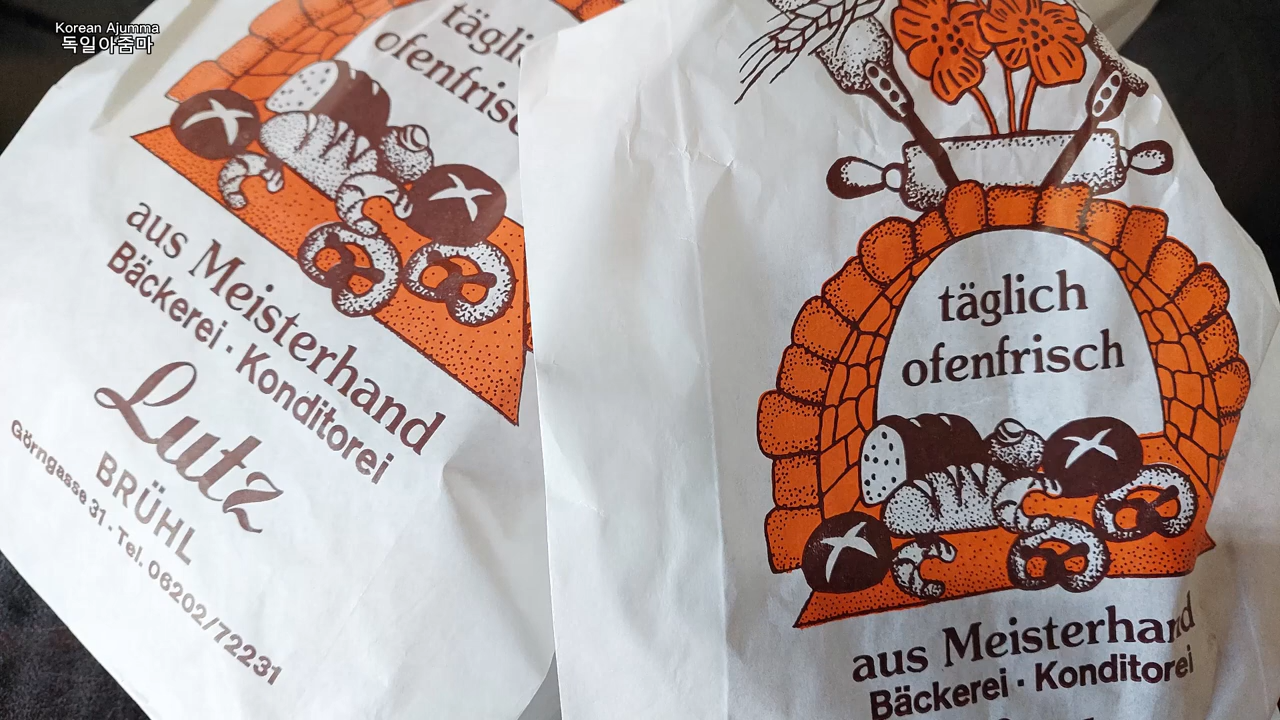 Korean Ajumma
독일아줌마
täglich
ofenfrisch
aus Meisterhand
Bäckerei · Konditorei
Lutz
BRÜHL
Görngasse 31 · Tel. 06202/72231
täglich
ofenfrisch
aus Meisterhand
Bäckerei · Konditorei